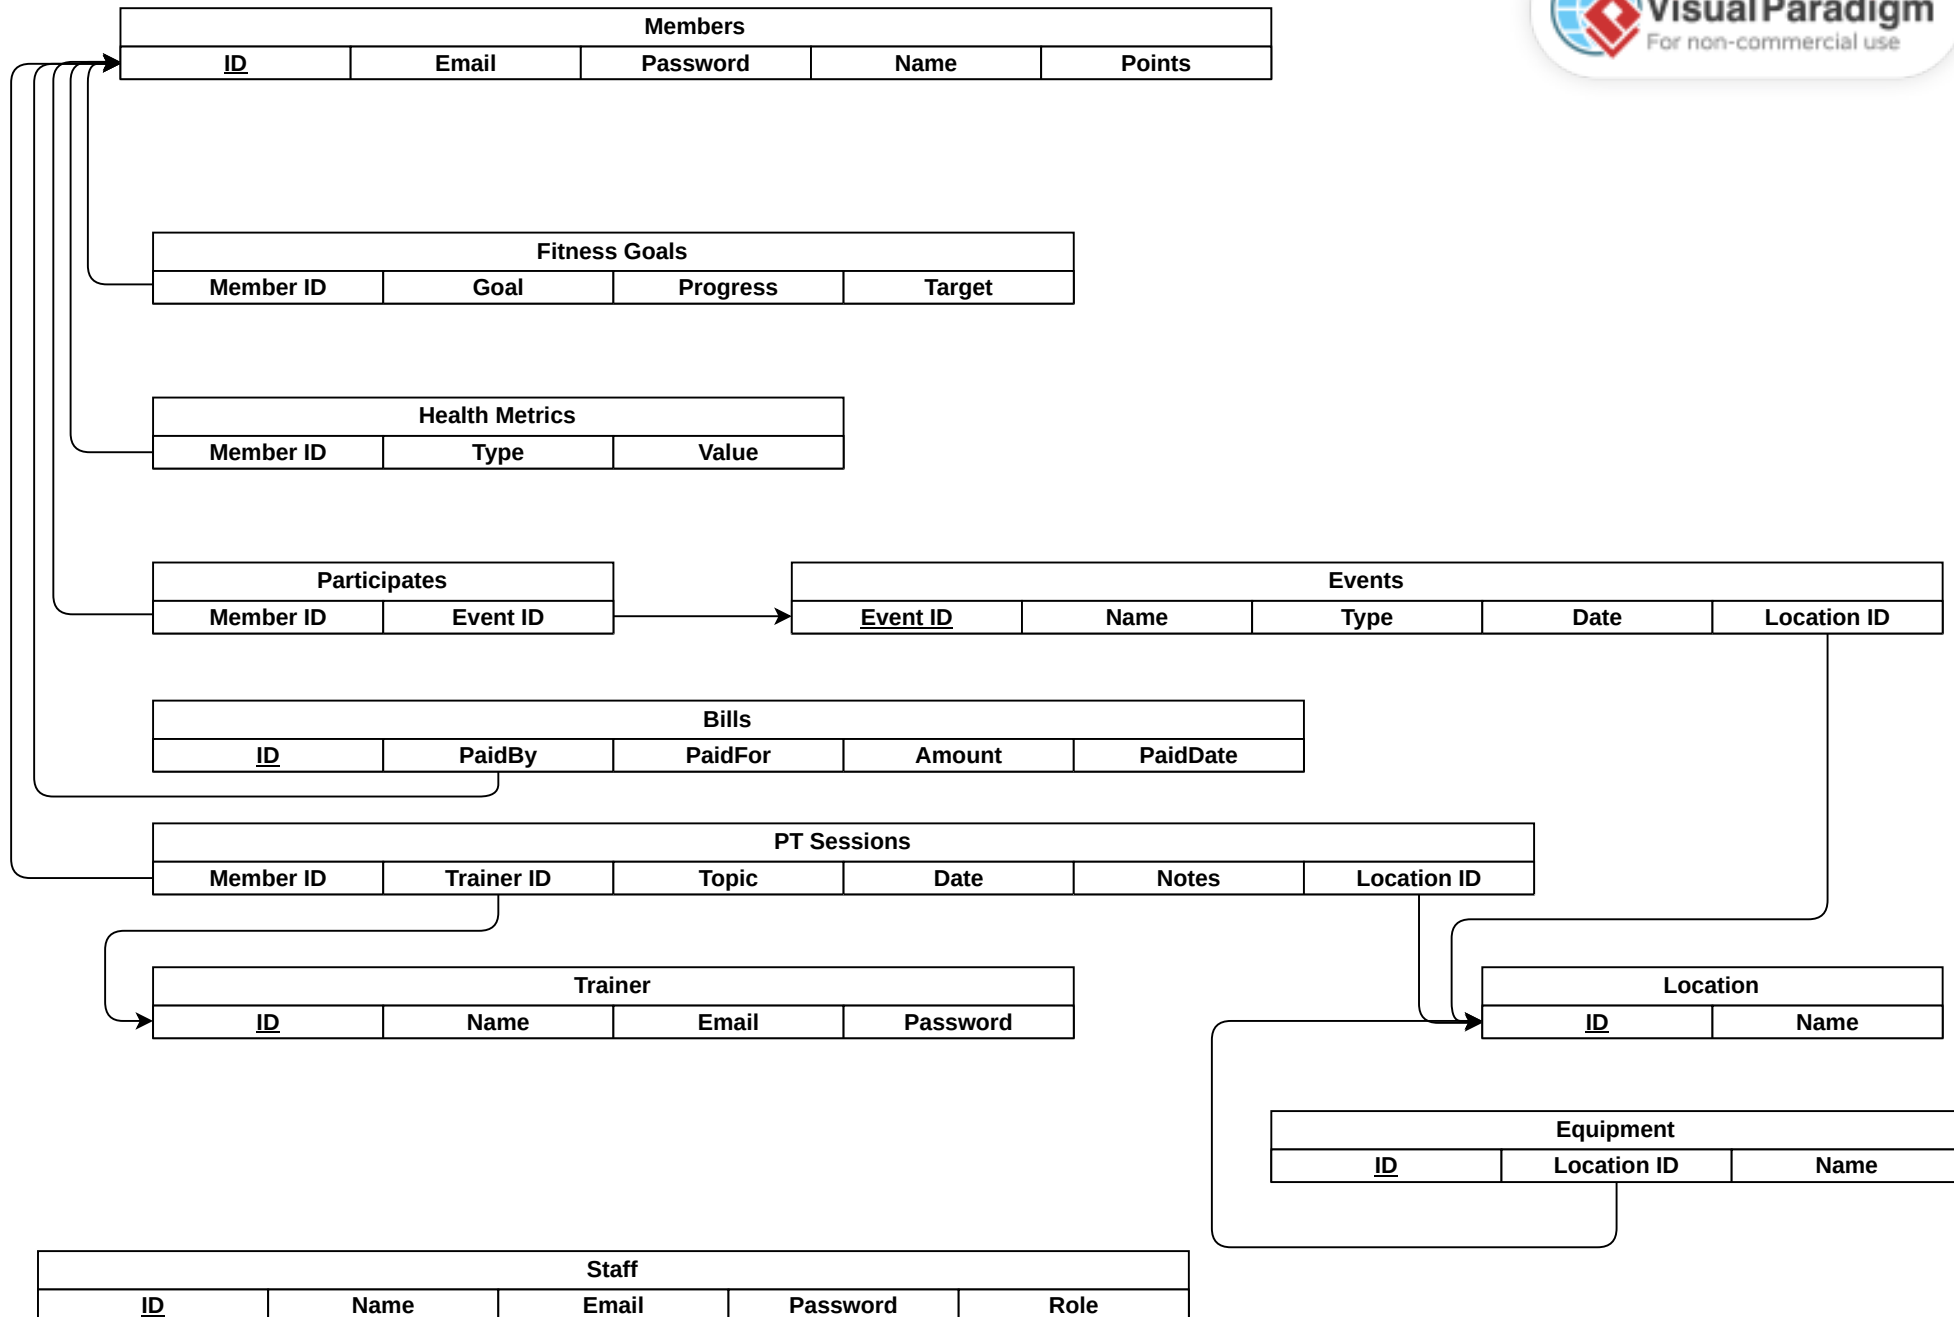 Visual Paradigm
For non-commercial use
Members
ID Email Password Name Points
Fitness Goals
Member ID Goal Progress Target
Health Metrics
Member ID Type Value
Participates
Member ID Event ID
Events
Event ID Name Type Date Location ID
Bills
ID PaidBy PaidFor Amount PaidDate
PT Sessions
Member ID Trainer ID Topic Date Notes Location ID
Trainer
ID Name Email Password
Location
ID Name
Equipment
ID Location ID Name
Staff
ID Name Email Password Role